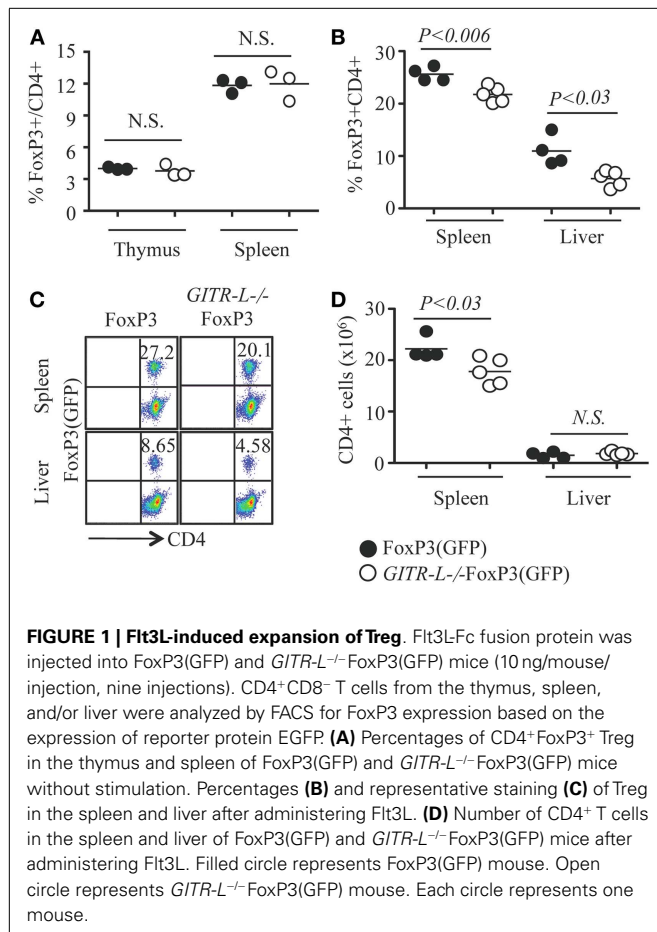 A
N.S.
15
12
9
6
3
0
% FoxP3+/CD4+
N.S.
Thymus
Spleen
B
P<0.006
30
20
10
0
% FoxP3+CD4+
P<0.03
Spleen
Liver
C
GITR-L-/-
FoxP3 FoxP3
Spleen
27.2 20.1
FoxP3(GFP)
Liver
8.65 4.58
CD4
D
P<0.03
30
20
10
0
CD4+ cells (x10⁶)
N.S.
Spleen
Liver
FoxP3(GFP)
GITR-L-/-FoxP3(GFP)
FIGURE 1 | Flt3L-induced expansion of Treg. Flt3L-Fc fusion protein was
injected into FoxP3(GFP) and GITR-L⁻/⁻FoxP3(GFP) mice (10 ng/mouse/
injection, nine injections). CD4⁺CD8⁻ T cells from the thymus, spleen,
and/or liver were analyzed by FACS for FoxP3 expression based on the
expression of reporter protein EGFP. (A) Percentages of CD4⁺FoxP3⁺ Treg
in the thymus and spleen of FoxP3(GFP) and GITR-L⁻/⁻FoxP3(GFP) mice
without stimulation. Percentages (B) and representative staining (C) of Treg
in the spleen and liver after administering Flt3L. (D) Number of CD4⁺ T cells
in the spleen and liver of FoxP3(GFP) and GITR-L⁻/⁻FoxP3(GFP) mice after
administering Flt3L. Filled circle represents FoxP3(GFP) mouse. Open
circle represents GITR-L⁻/⁻FoxP3(GFP) mouse. Each circle represents one
mouse.